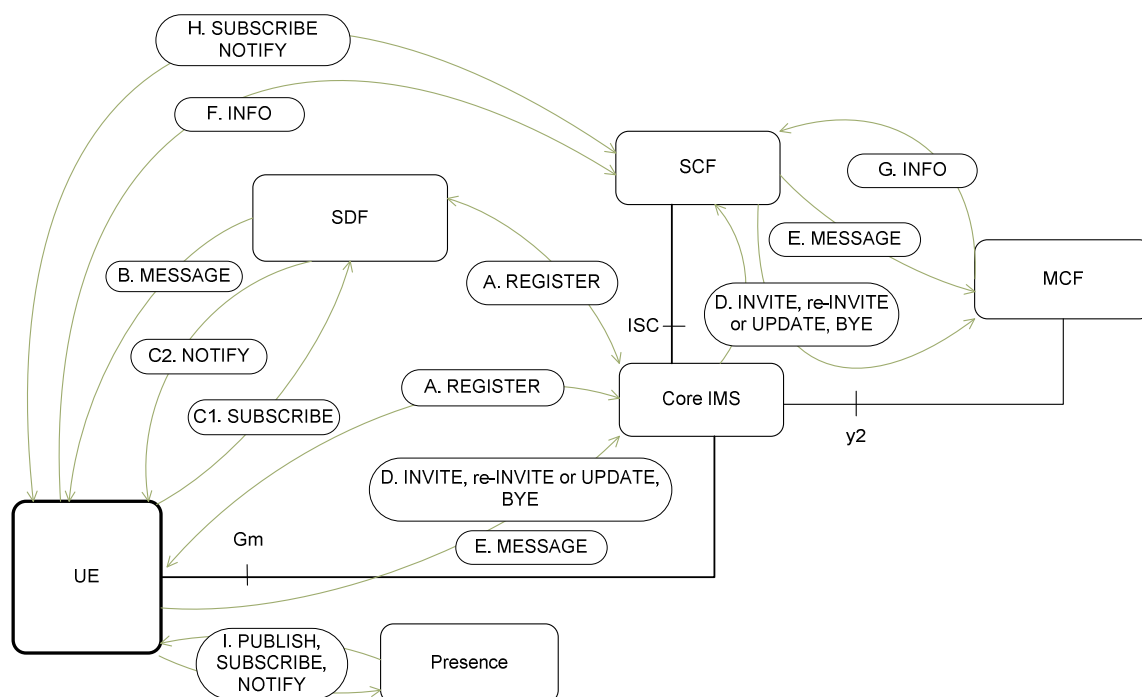 H. SUBSCRIBE
NOTIFY
F. INFO
SCF
G. INFO
SDF
E. MESSAGE
B. MESSAGE
A. REGISTER
MCF
D. INVITE, re-INVITE
or UPDATE, BYE
ISC
C2. NOTIFY
A. REGISTER
Core IMS
C1. SUBSCRIBE
y2
D. INVITE, re-INVITE or UPDATE,
BYE
Gm
E. MESSAGE
UE
I. PUBLISH,
SUBSCRIBE,
NOTIFY
Presence